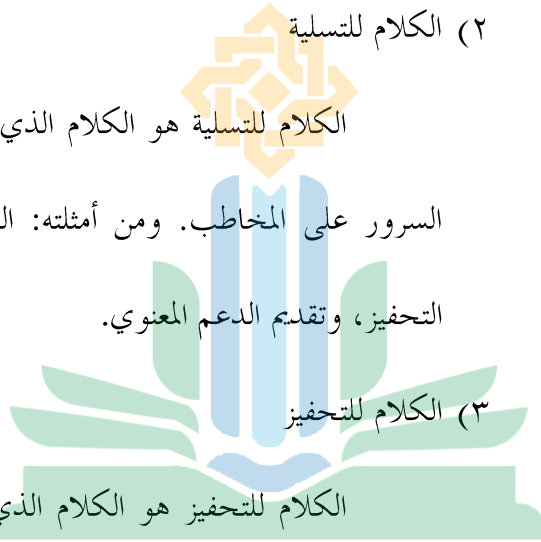 ٢) الكلام للتسلية
الكلام للتسلية هو الكلام الذي
السرور على المخاطب. ومن أمثلته:
التحفيز، وتقديم الدعم المعنوي.
٣) الكلام للتحفيز
الكلام للتحفيز هو الكلام الذي